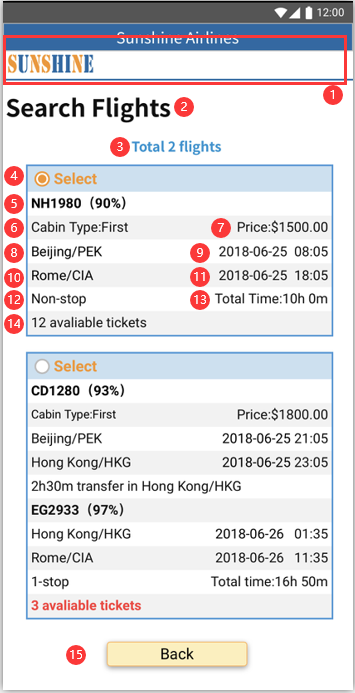 12:00
Sunshine Airlines
1
SUNSHINE
Search Flights 2
3 Total 2 flights
4 Select
5 NH1980（90%）
6 Cabin Type:First 7 Price:$1500.00
8 Beijing/PEK 9 2018-06-25 08:05
10 Rome/CIA 11 2018-06-25 18:05
12 Non-stop 13 Total Time:10h 0m
14 12 avaliable tickets
Select
CD1280（93%）
Cabin Type:First Price:$1800.00
Beijing/PEK 2018-06-25 21:05
Hong Kong/HKG 2018-06-25 23:05
2h30m transfer in Hong Kong/HKG
EG2933（97%）
Hong Kong/HKG 2018-06-26 01:35
Rome/CIA 2018-06-26 11:35
1-stop Total time:16h 50m
3 avaliable tickets
15 Back